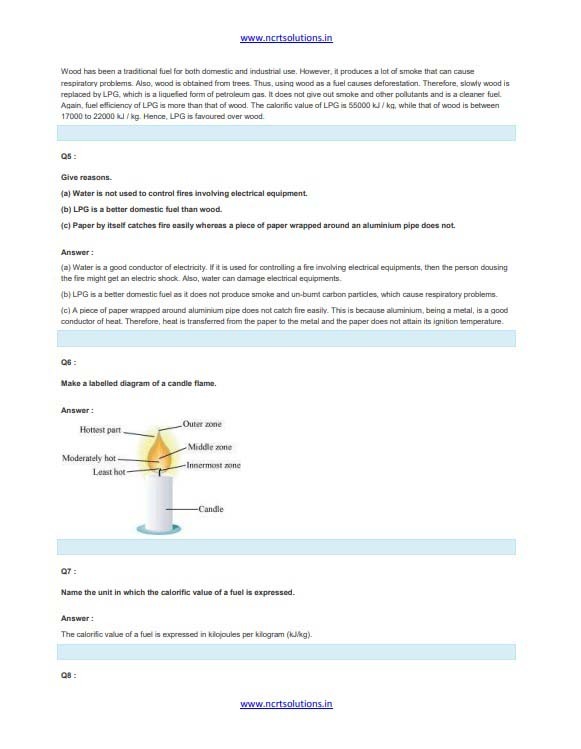 www.ncrtsolutions.in
Wood has been a traditional fuel for both domestic and industrial use. However, it produces a lot of smoke that can cause
respiratory problems. Also, wood is obtained from trees. Thus, using wood as a fuel causes deforestation. Therefore, slowly wood is
replaced by LPG, which is a liquefied form of petroleum gas. It does not give out smoke and other pollutants and is a cleaner fuel.
Again, fuel efficiency of LPG is more than that of wood. The calorific value of LPG is 55000 kJ / kg, while that of wood is between
17000 to 22000 kJ / kg. Hence, LPG is favoured over wood.
Q5 :
Give reasons.
(a) Water is not used to control fires involving electrical equipment.
(b) LPG is a better domestic fuel than wood.
(c) Paper by itself catches fire easily whereas a piece of paper wrapped around an aluminium pipe does not.
Answer :
(a) Water is a good conductor of electricity. If it is used for controlling a fire involving electrical equipments, then the person dousing
the fire might get an electric shock. Also, water can damage electrical equipments.
(b) LPG is a better domestic fuel as it does not produce smoke and un-burnt carbon particles, which cause respiratory problems.
(c) A piece of paper wrapped around aluminium pipe does not catch fire easily. This is because aluminium, being a metal, is a good
conductor of heat. Therefore, heat is transferred from the paper to the metal and the paper does not attain its ignition temperature.
Q6 :
Make a labelled diagram of a candle flame.
Answer :
Outer zone
Hottest part
Middle zone
Moderately hot
Innermost zone
Least hot
Candle
Q7 :
Name the unit in which the calorific value of a fuel is expressed.
Answer :
The calorific value of a fuel is expressed in kilojoules per kilogram (kJ/kg).
Q8 :
www.ncrtsolutions.in